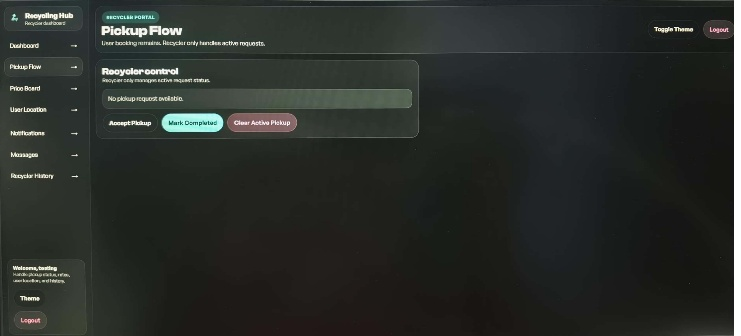 Recycling Hub
Recycler dashboard
Dashboard →
Pickup Flow →
Price Board →
User Location →
Notifications →
Messages →
Recycler History →
Welcome, testing
Handle pickup status, rates,
user location, and history.
Theme
Logout
RECYCLER PORTAL
Pickup Flow
User booking remains. Recycler only handles active requests.
Toggle Theme
Logout
Recycler control
Recycler only manages active request status.
No pickup request available.
Accept Pickup
Mark Completed
Clear Active Pickup